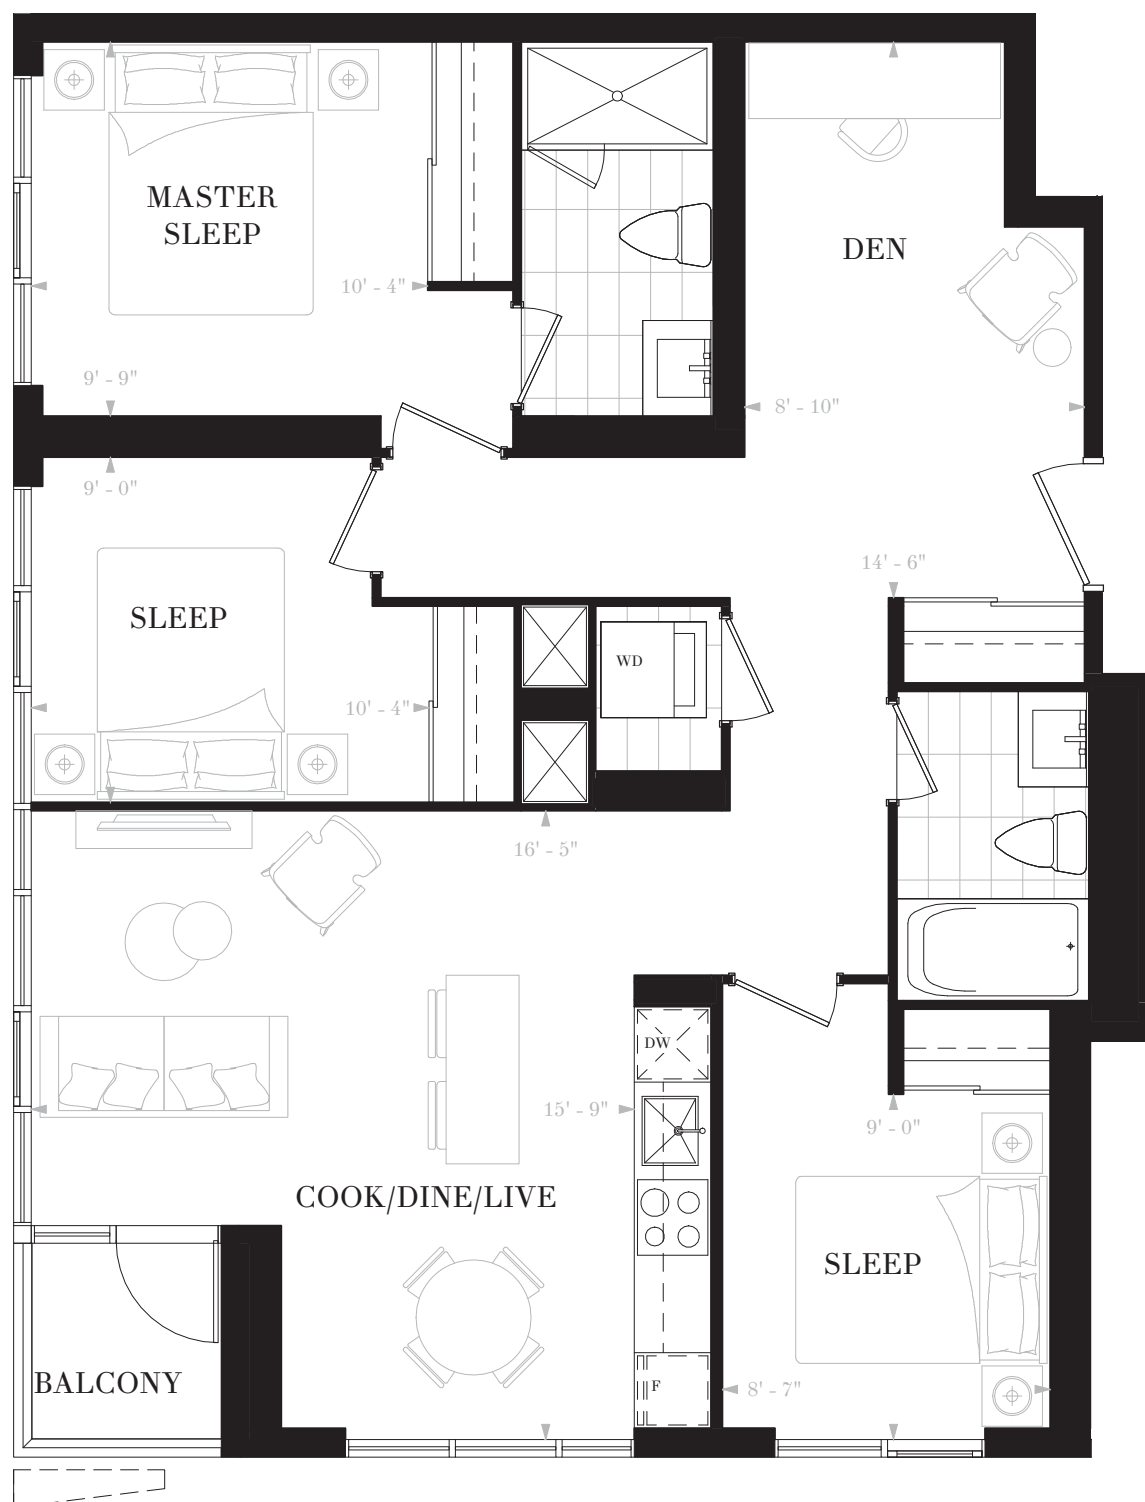 MASTER
SLEEP
DEN
10' - 4"
9' - 9"
8' - 10"
9' - 0"
14' - 6"
SLEEP
WD
10' - 4"
16' - 5"
DW
15' - 9"
9' - 0"
COOK/DINE/LIVE
SLEEP
BALCONY
F
8' - 7"